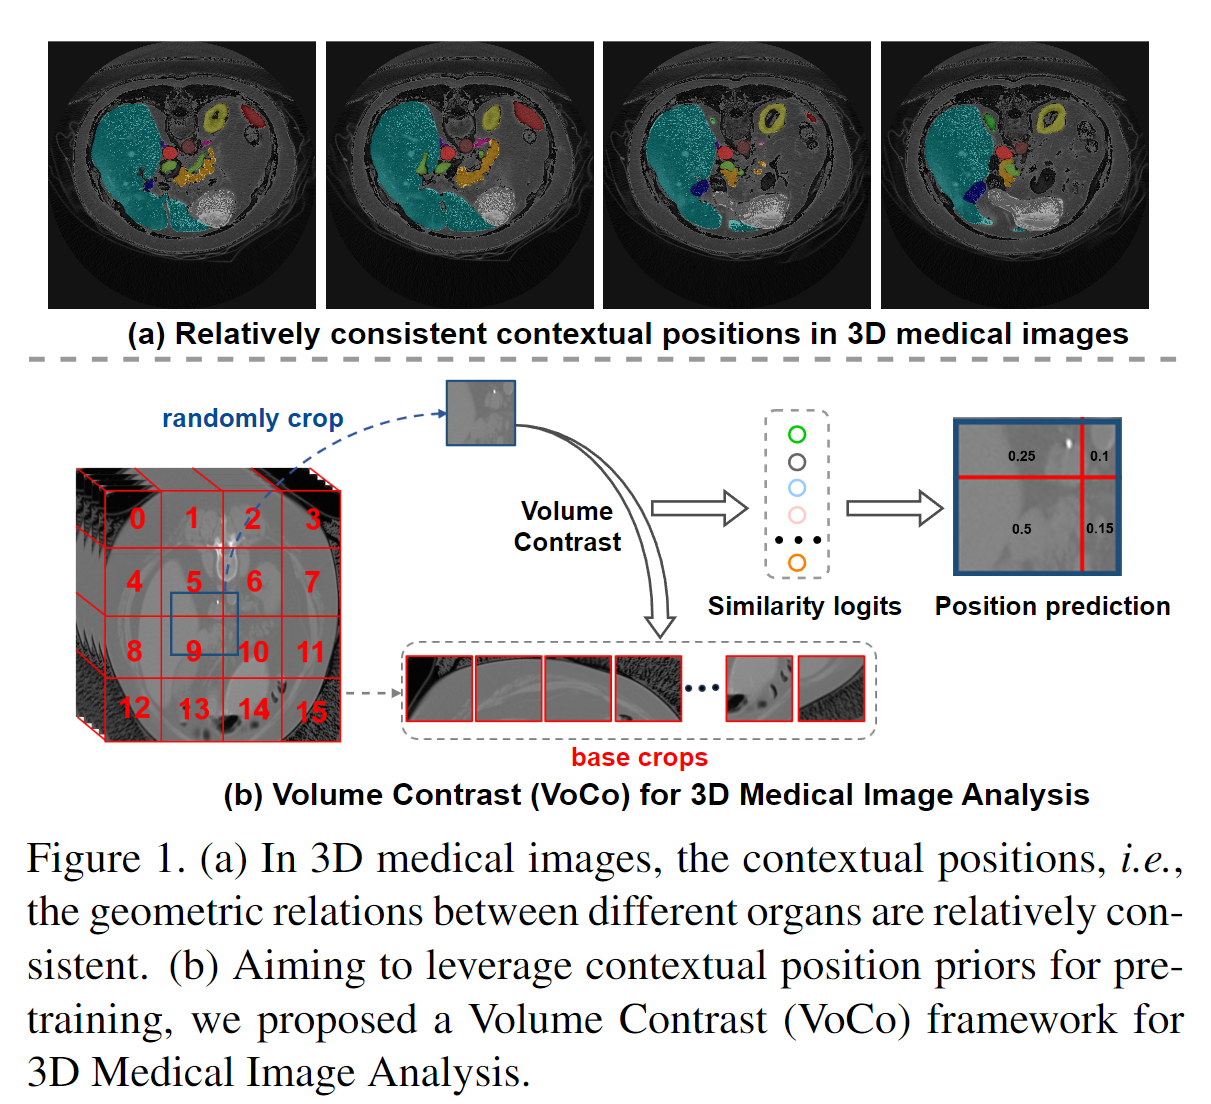 (a) Relatively consistent contextual positions in 3D medical images
randomly crop
0 1 2 3
4 5 6 7
8 9 10 11
12 13 14 15
Volume
Contrast
Similarity logits
0.25 0.1
0.5 0.15
Position prediction
base crops
(b) Volume Contrast (VoCo) for 3D Medical Image Analysis
Figure 1. (a) In 3D medical images, the contextual positions, i.e.,
the geometric relations between different organs are relatively con-
sistent. (b) Aiming to leverage contextual position priors for pre-
training, we proposed a Volume Contrast (VoCo) framework for
3D Medical Image Analysis.